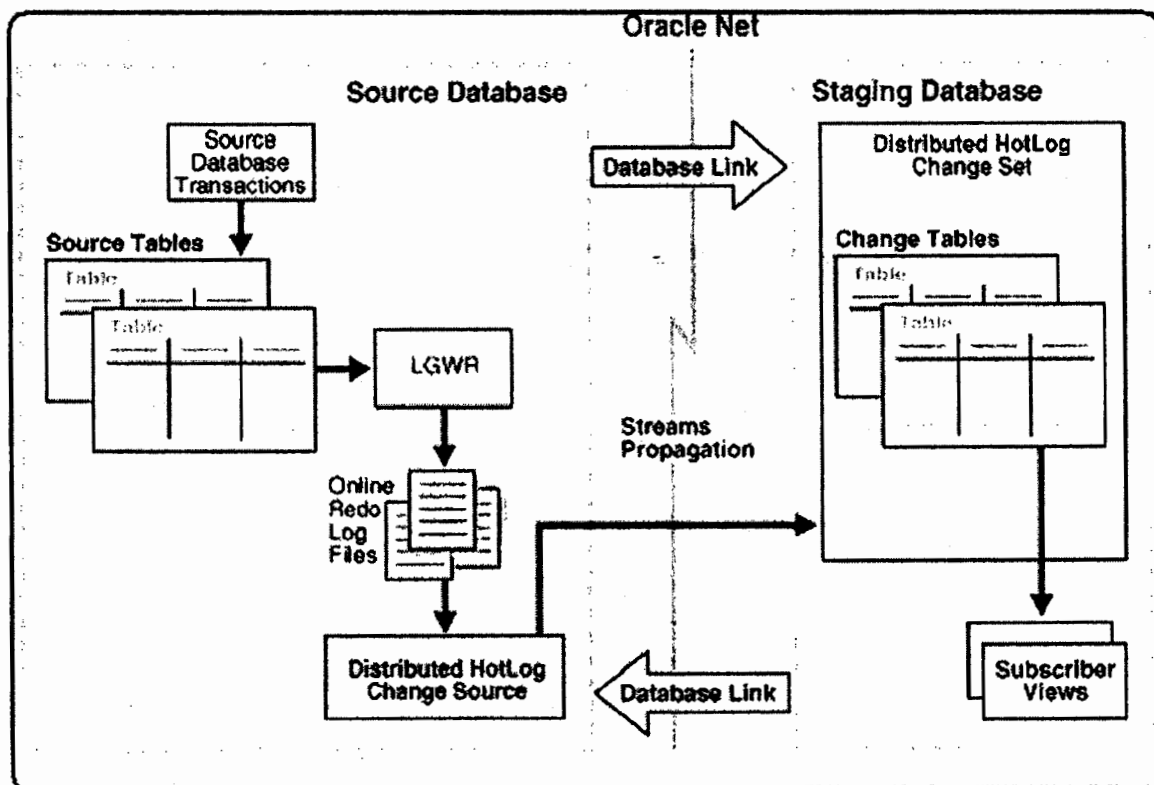 Oracle Net
Source Database
Staging Database
Source
Database
Transactions
Database Link
Distributed HotLog
Change Set
Source Tables
Table
Table
Change Tables
Table
Table
LGWR
Streams
Propagation
Online
Redo
Log
Files
Distributed HotLog
Change Source
Database Link
Subscriber
Views